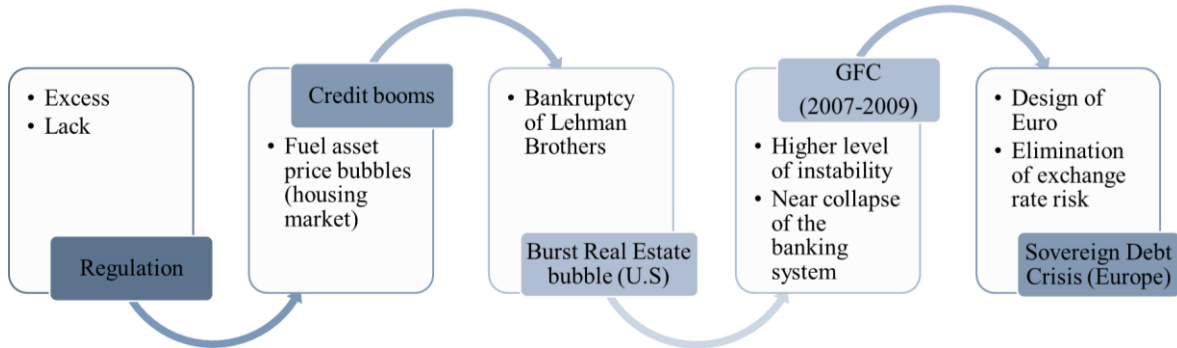 • Excess
• Lack
Regulation
Credit booms
• Fuel asset
price bubbles
(housing
market)
• Bankruptcy
of Lehman
Brothers
Burst Real Estate
bubble (U.S)
GFC
(2007-2009)
• Higher level
of instability
• Near collapse
of the
banking
system
• Design of
Euro
• Elimination
of exchange
rate risk
Sovereign Debt
Crisis (Europe)